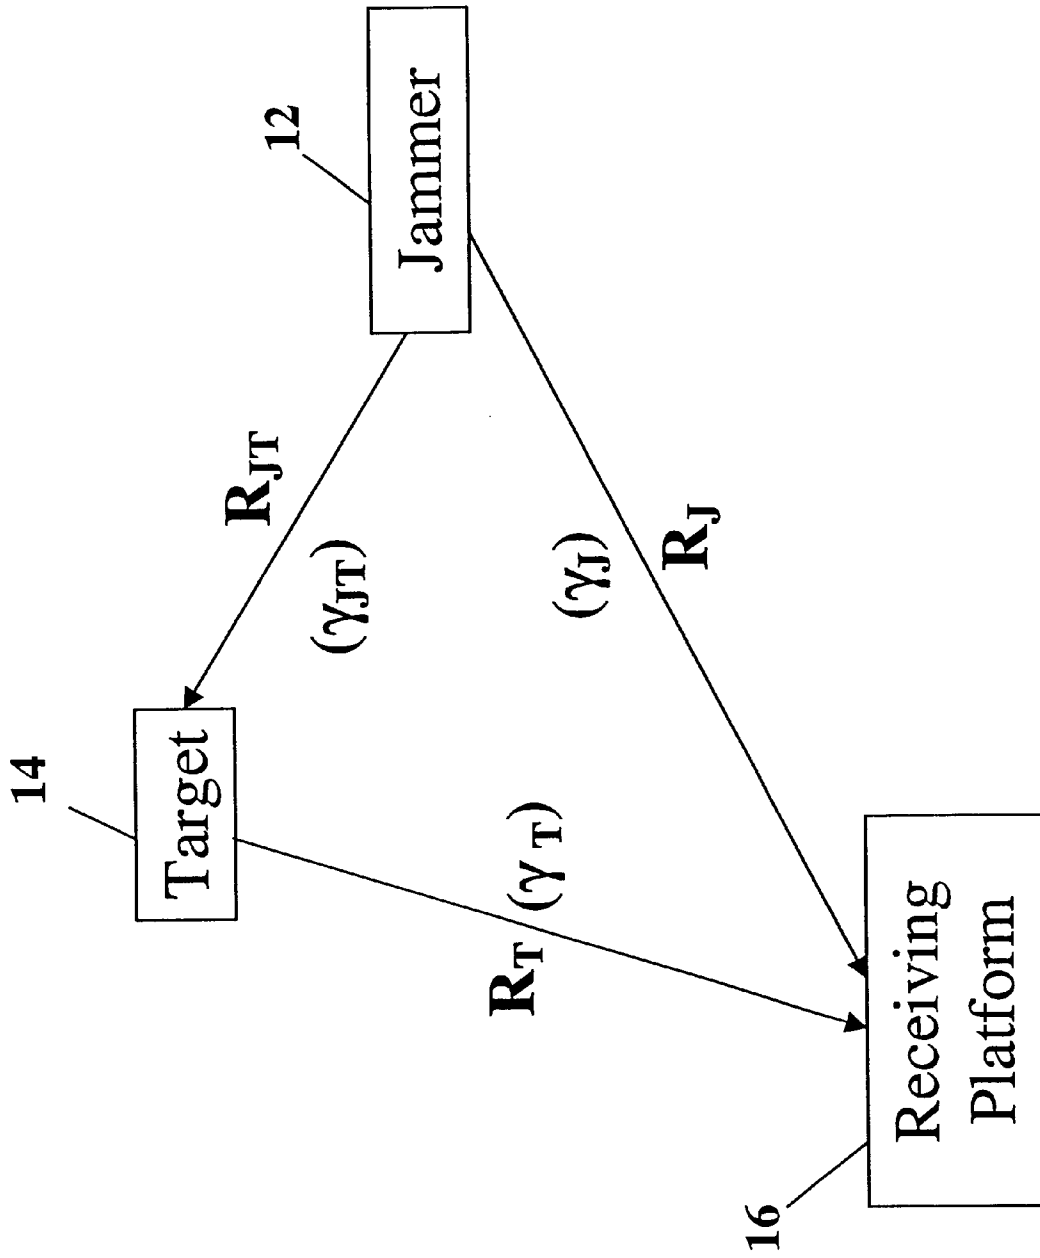 12
Jammer
14
Target
R_JT
(γ_JT)
(γ_J)
R_J
R_T (γ_T)
16
Receiving
Platform